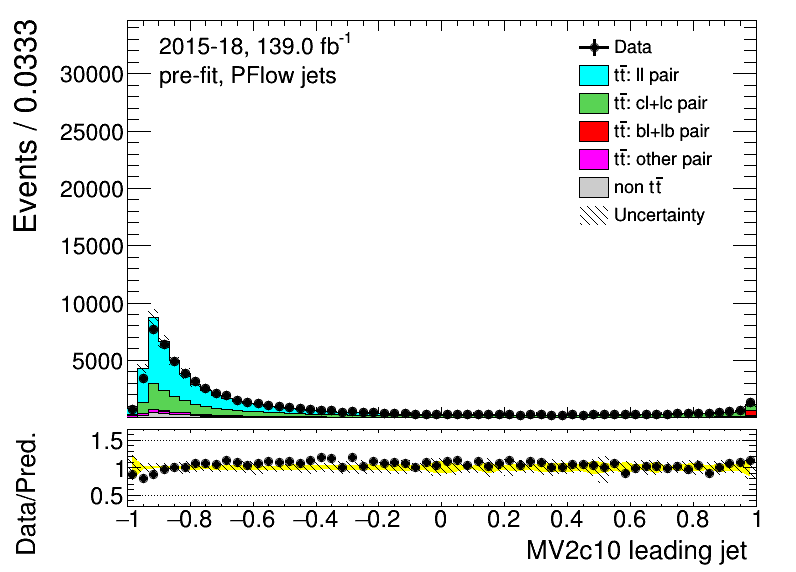 2015-18, 139.0 fb⁻¹
pre-fit, PFlow jets
Data
tt̄: ll pair
tt̄: cl+lc pair
tt̄: bl+lb pair
tt̄: other pair
non tt̄
Uncertainty
Events / 0.0333
30000
25000
20000
15000
10000
5000
Data/Pred.
1.5
1
0.5
−1 −0.8 −0.6 −0.4 −0.2 0 0.2 0.4 0.6 0.8 1
MV2c10 leading jet